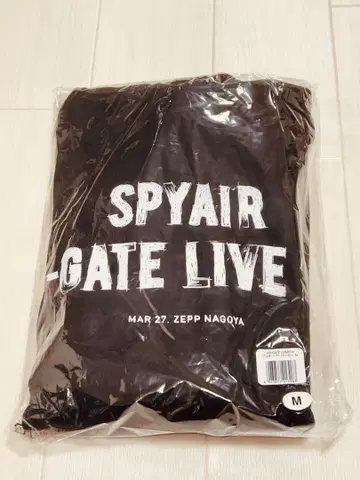 SPYAIR
-GATE LIVE
MAR 27. ZEPP NAGOYA
M